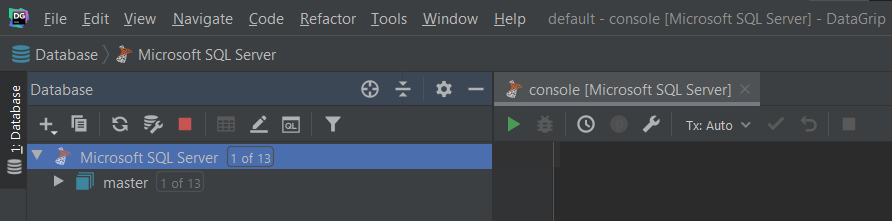 DG File Edit View Navigate Code Refactor Tools Window Help default - console [Microsoft SQL Server] - DataGrip
Database Microsoft SQL Server
1: Database
Database
console [Microsoft SQL Server]
QL
Tx: Auto
Microsoft SQL Server 1 of 13
master 1 of 13